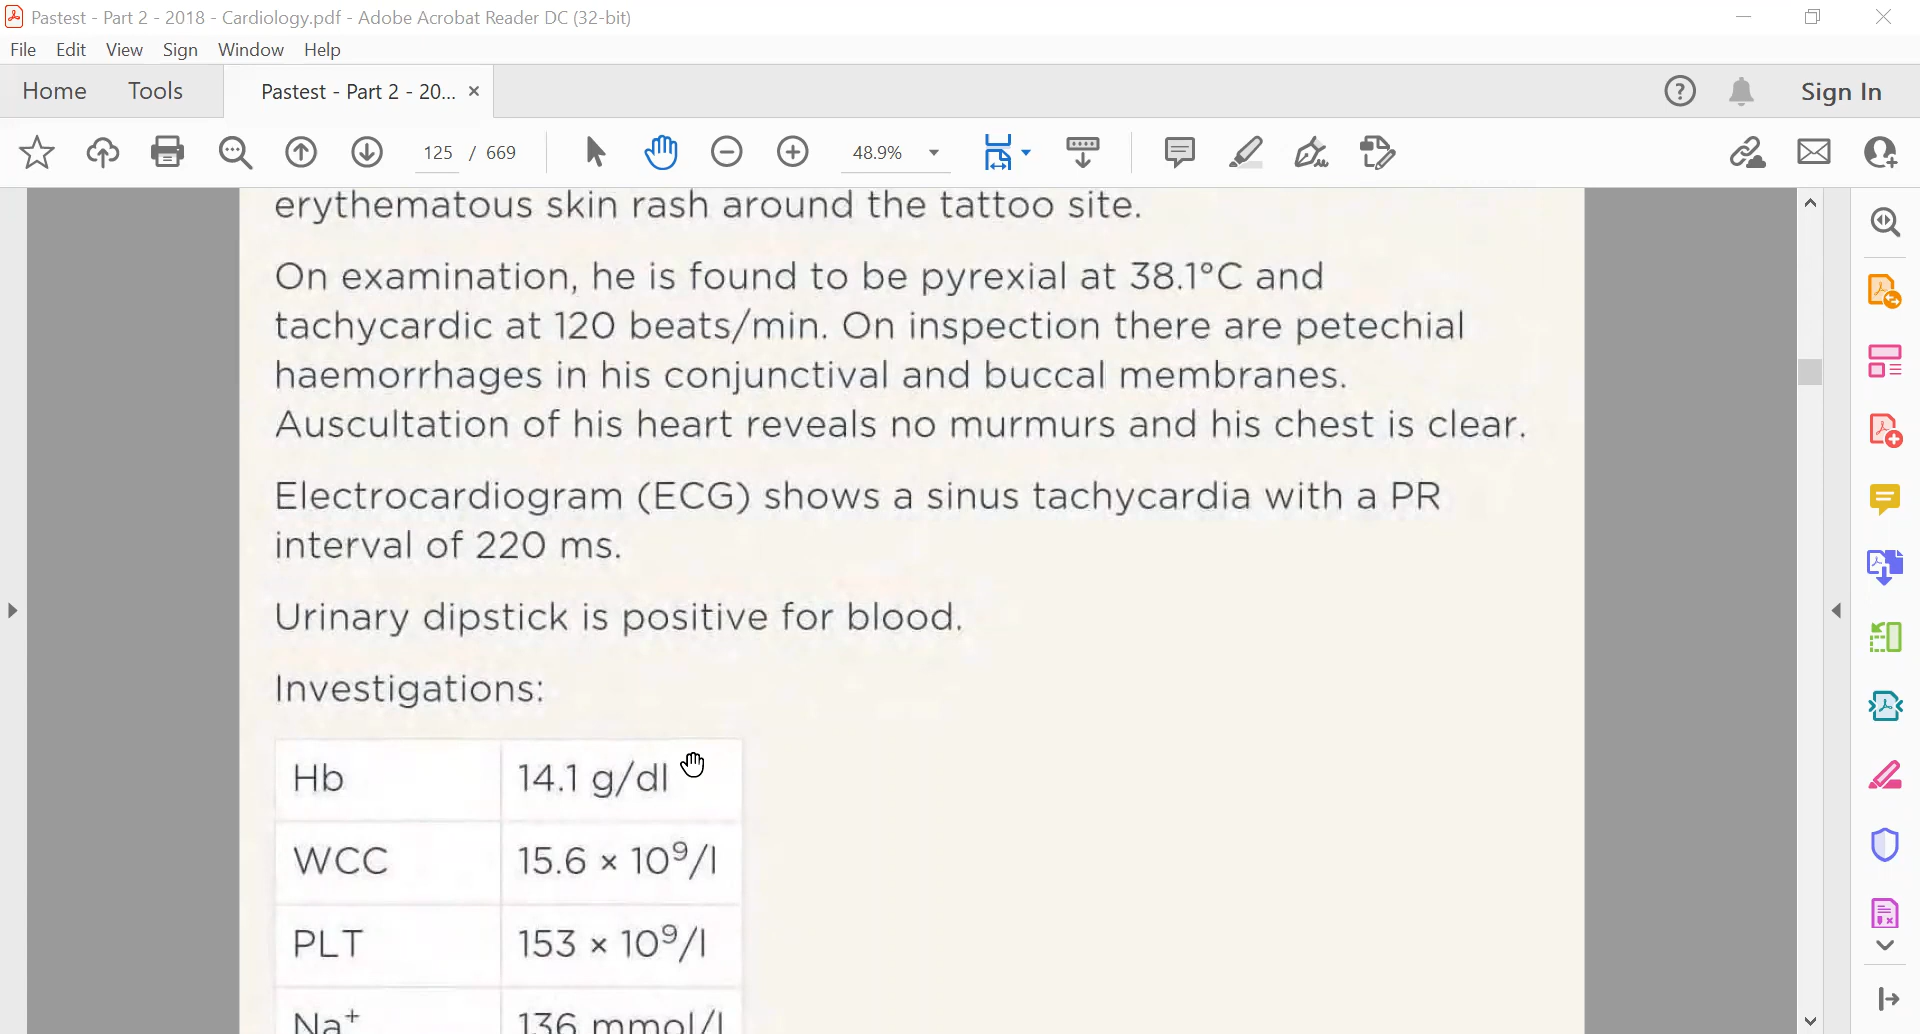 Pastest - Part 2 - 2018 - Cardiology.pdf - Adobe Acrobat Reader DC (32-bit)
File Edit View Sign Window Help
Home Tools Pastest - Part 2 - 20... × Sign In
125 / 669 48.9%
erythematous skin rash around the tattoo site.
On examination, he is found to be pyrexial at 38.1°C and
tachycardic at 120 beats/min. On inspection there are petechial
haemorrhages in his conjunctival and buccal membranes.
Auscultation of his heart reveals no murmurs and his chest is clear.
Electrocardiogram (ECG) shows a sinus tachycardia with a PR
interval of 220 ms.
Urinary dipstick is positive for blood.
Investigations:
Hb 14.1 g/dl
WCC 15.6 × 10⁹/l
PLT 153 × 10⁹/l
Na⁺ 136 mmol/l